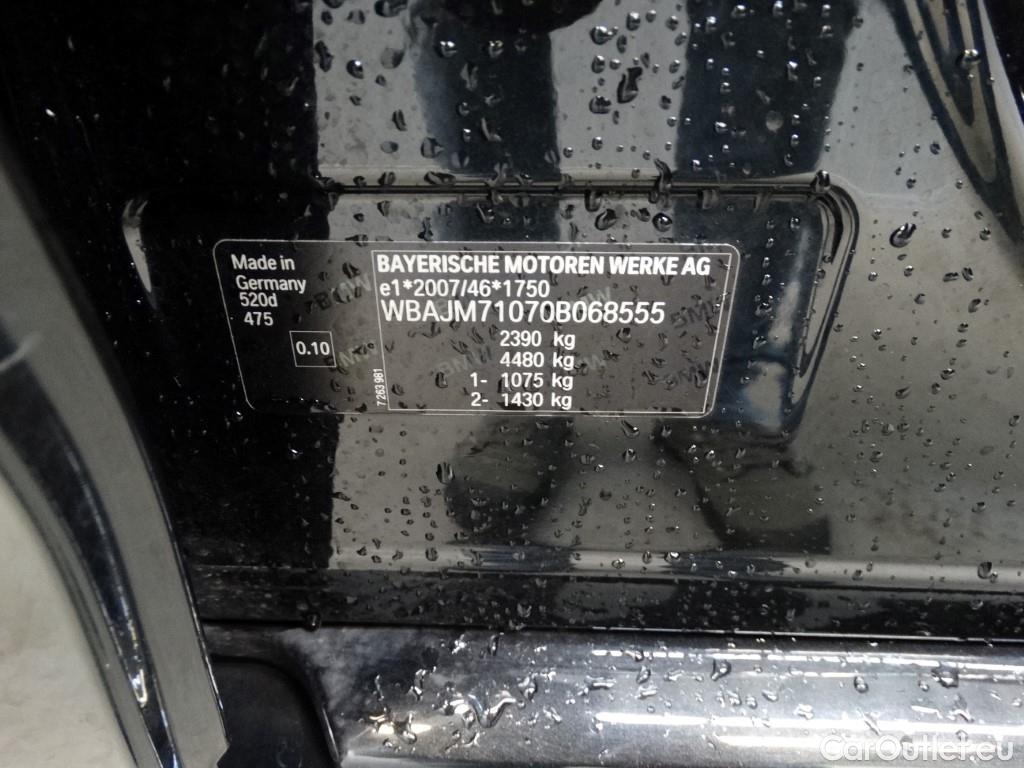 Made in
Germany
520d
475
0.10
7 283 981
BAYERISCHE MOTOREN WERKE AG
e1*2007/46*1750
WBAJM71070B068555
2390 kg
4480 kg
1- 1075 kg
2- 1430 kg
CarOutlet.eu